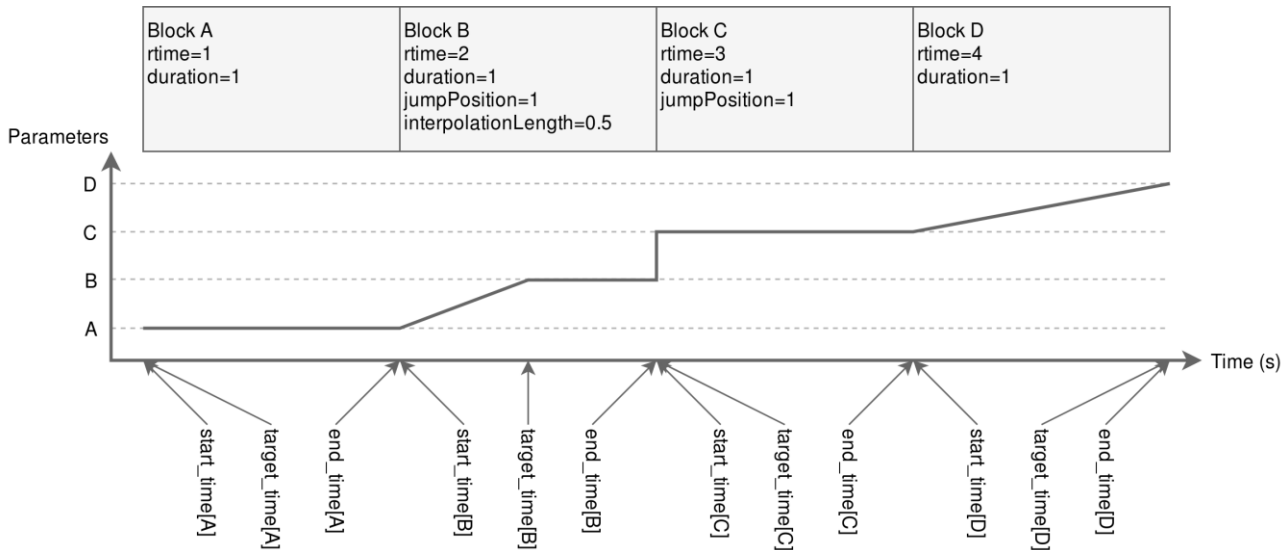 Block A
rtime=1
duration=1
Block B
rtime=2
duration=1
jumpPosition=1
interpolationLength=0.5
Block C
rtime=3
duration=1
jumpPosition=1
Block D
rtime=4
duration=1
Parameters
D
C
B
A
Time (s)
start_time[A]
target_time[A]
end_time[A]
start_time[B]
target_time[B]
end_time[B]
start_time[C]
target_time[C]
end_time[C]
start_time[D]
target_time[D]
end_time[D]